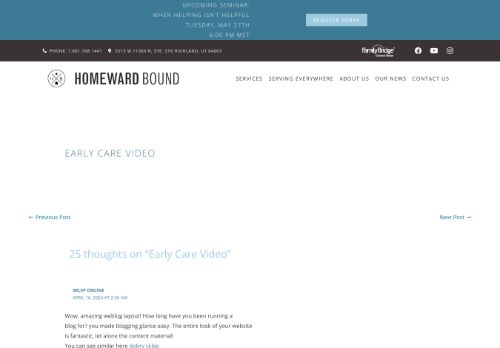 UPCOMING SEMINAR:
WHEN HELPING ISN'T HELPFUL
TUESDAY, MAY 27TH
6:00 PM MST
REGISTER TODAY
PHONE: 1.801.768.1441
5513 W 11000 N, STE. 316 HIGHLAND, UT 84003
FamilyBridge
HOMEWARD BOUND
SERVICES
SERVING EVERYWHERE
ABOUT US
OUR NEWS
CONTACT US
EARLY CARE VIDEO
← Previous Post
Next Post →
25 thoughts on “Early Care Video”
SKLEP ONLINE
APRIL 16, 2024 AT 2:36 AM
Wow, amazing weblog layout! How long have you been running a
blog for? you made blogging glance easy. The entire look of your website
is fantastic, let alone the content material!
You can see similar here dobry sklep